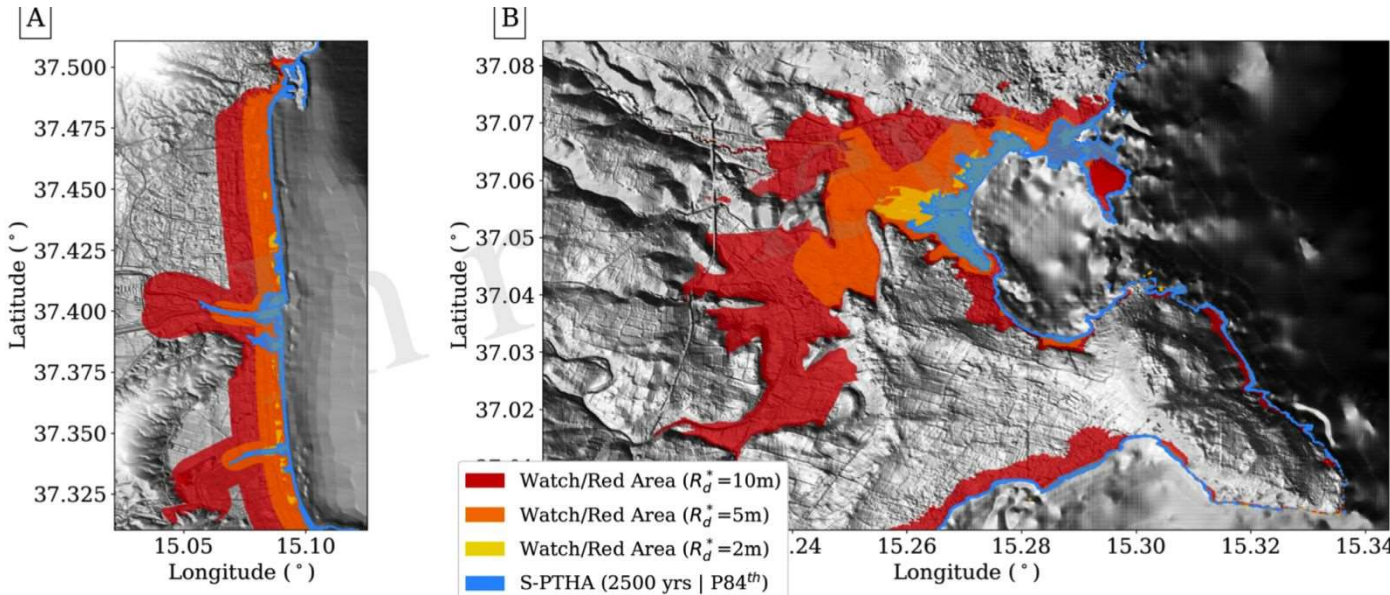 A
B
37.500
37.475
37.450
37.425
37.400
37.375
37.350
37.325
Latitude (°)
15.05 15.10
Longitude (°)
37.08
37.07
37.06
37.05
37.04
37.03
37.02
Latitude (°)
15.26 15.28 15.30 15.32 15.34
Longitude (°)
Watch/Red Area (R*d=10m)
Watch/Red Area (R*d=5m)
Watch/Red Area (R*d=2m)
S-PTHA (2500 yrs | P84th)